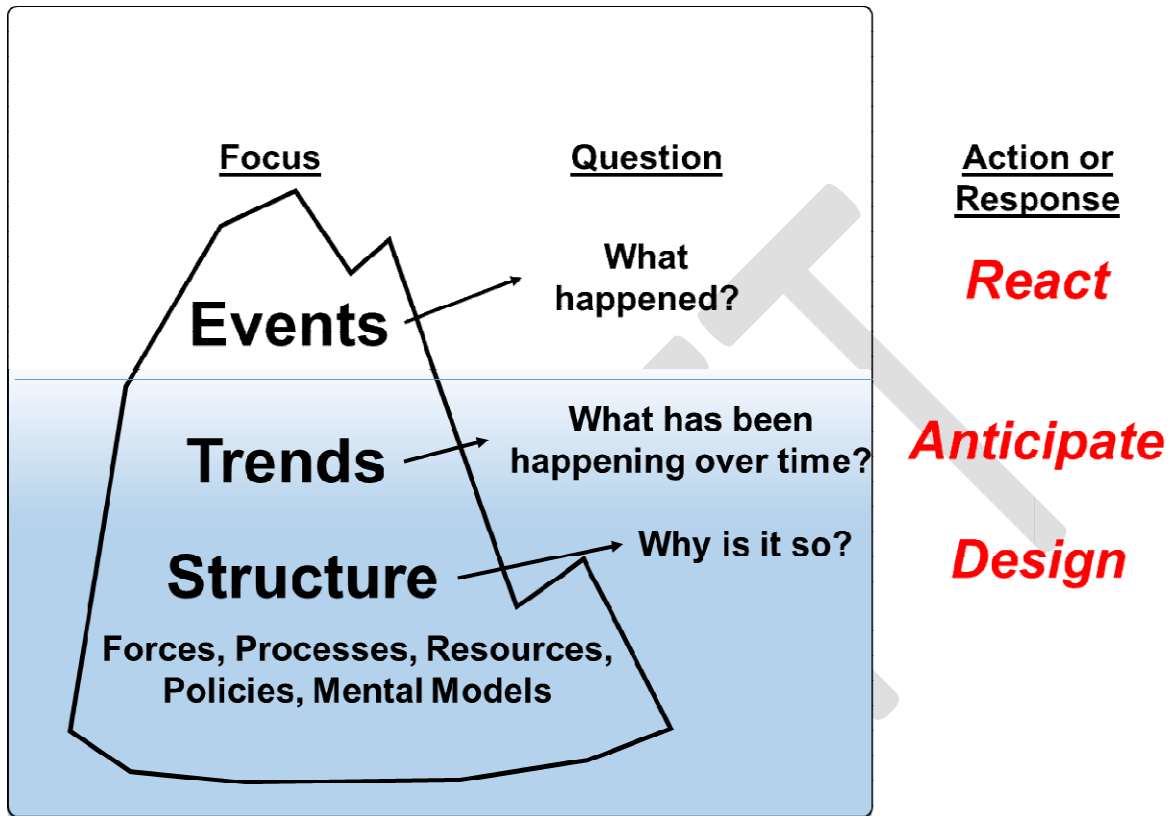 Focus
Question
Action or
Response
Events
What
happened?
React
Trends
What has been
happening over time?
Anticipate
Structure
Why is it so?
Design
Forces, Processes, Resources,
Policies, Mental Models